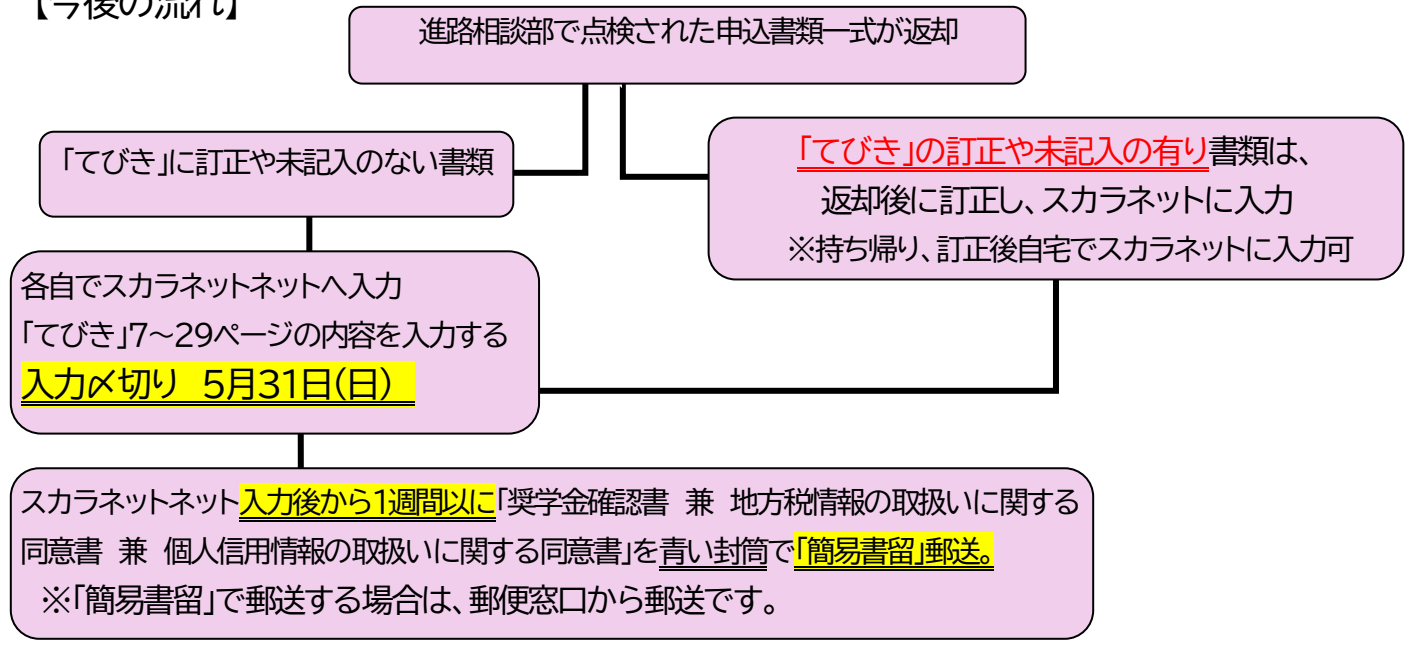 【今後の流れ】
進路相談部で点検された申込書類一式が返却
「てびき」に訂正や未記入のない書類
「てびき」の訂正や未記入の有り書類は、
返却後に訂正し、スカラネットに入力
※持ち帰り、訂正後自宅でスカラネットに入力可
各自でスカラネットネットへ入力
「てびき」7～29ページの内容を入力する
入力〆切り　5月31日(日)
スカラネットネット入力後から1週間以に「奨学金確認書　兼　地方税情報の取扱いに関する
同意書　兼　個人信用情報の取扱いに関する同意書」を青い封筒で「簡易書留」郵送。
※「簡易書留」で郵送する場合は、郵便窓口から郵送です。